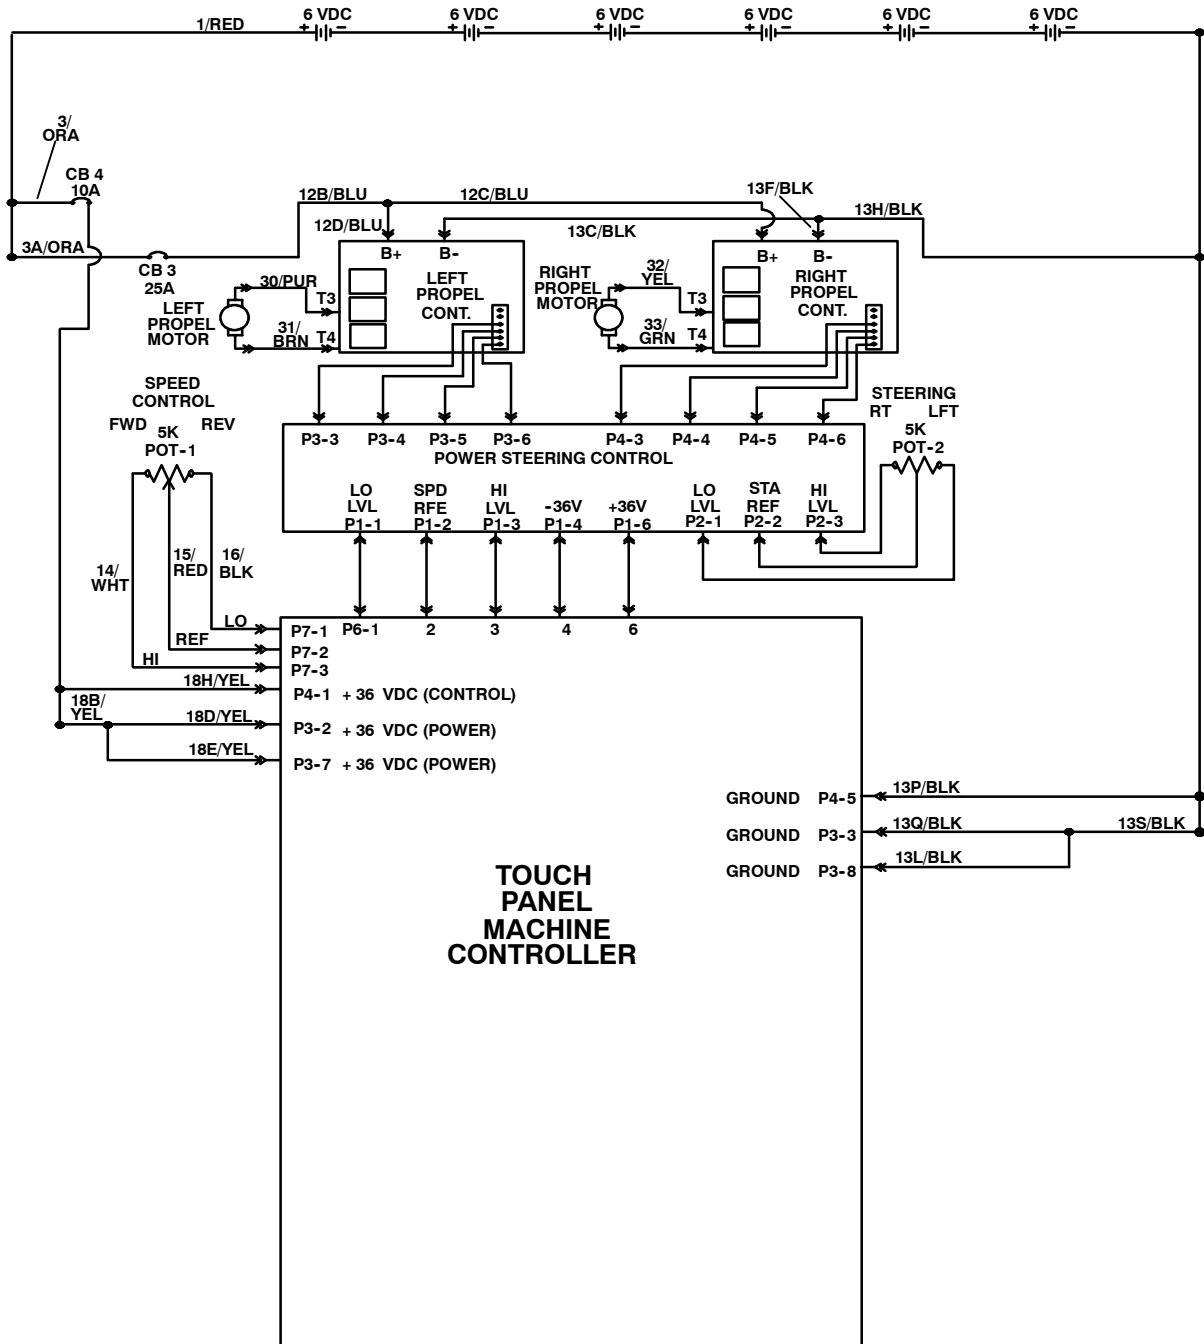 6 VDC 6 VDC 6 VDC 6 VDC 6 VDC 6 VDC
1/RED + - + - + - + - + - + -
3/
ORA
CB 4
10A
12B/BLU 12C/BLU 13F/BLK
12D/BLU 13C/BLK 13H/BLK
3A/ORA
CB 3
25A
B+ B-
LEFT
PROPEL
CONT.
30/PUR T3
LEFT
PROPEL
MOTOR
31/
BRN T4
B+ B-
RIGHT
PROPEL
CONT.
RIGHT
PROPEL
MOTOR
32/
YEL T3
33/
GRN T4
SPEED
CONTROL
FWD REV
5K
POT-1
STEERING
RT LFT
5K
POT-2
P3-3 P3-4 P3-5 P3-6 P4-3 P4-4 P4-5 P4-6
POWER STEERING CONTROL
LO SPD HI LO STA HI
LVL RFE LVL -36V +36V LVL REF LVL
P1-1 P1-2 P1-3 P1-4 P1-6 P2-1 P2-2 P2-3
14/
WHT
15/
RED
16/
BLK
LO P7-1 P6-1 2 3 4 6
REF P7-2
HI P7-3
18H/YEL P4-1 + 36 VDC (CONTROL)
18B/
YEL
18D/YEL P3-2 + 36 VDC (POWER)
18E/YEL P3-7 + 36 VDC (POWER)
GROUND P4-5 13P/BLK
GROUND P3-3 13Q/BLK 13S/BLK
GROUND P3-8 13L/BLK
TOUCH
PANEL
MACHINE
CONTROLLER